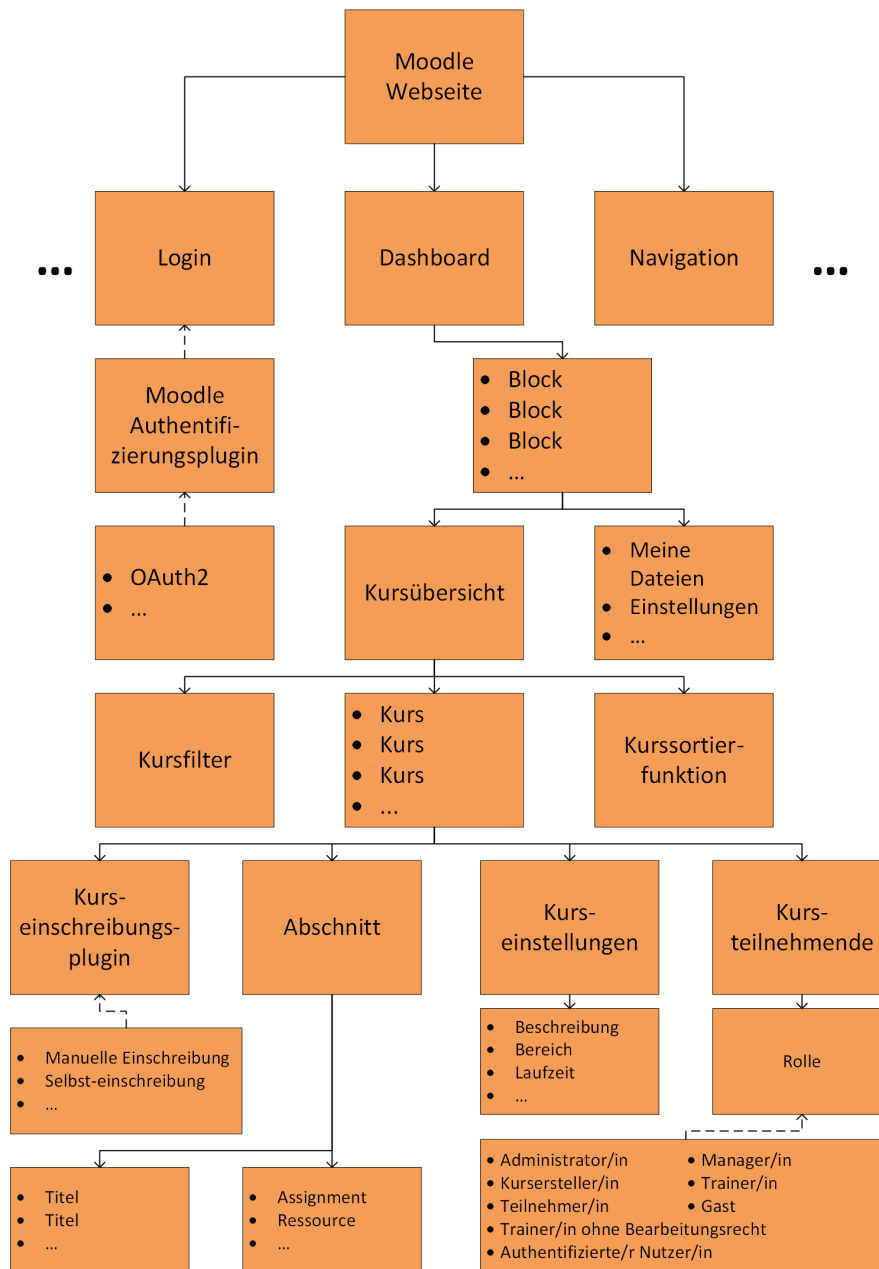 Moodle
Webseite
Login
Dashboard
Navigation
...
...
Moodle
Authentifi-
zierungsplugin
• Block
• Block
• Block
• ...
• OAuth2
• ...
Kursübersicht
• Meine
Dateien
• Einstellungen
• ...
Kursfilter
• Kurs
• Kurs
• Kurs
• ...
Kurssortier-
funktion
Kurs-
einschreibungs-
plugin
Abschnitt
Kurs-
einstellungen
Kurs-
teilnehmende
• Manuelle Einschreibung
• Selbst-einschreibung
• ...
• Beschreibung
• Bereich
• Laufzeit
• ...
Rolle
• Titel
• Titel
• ...
• Assignment
• Ressource
• ...
• Administrator/in • Manager/in
• Kursersteller/in • Trainer/in
• Teilnehmer/in • Gast
• Trainer/in ohne Bearbeitungsrecht
• Authentifizierte/r Nutzer/in